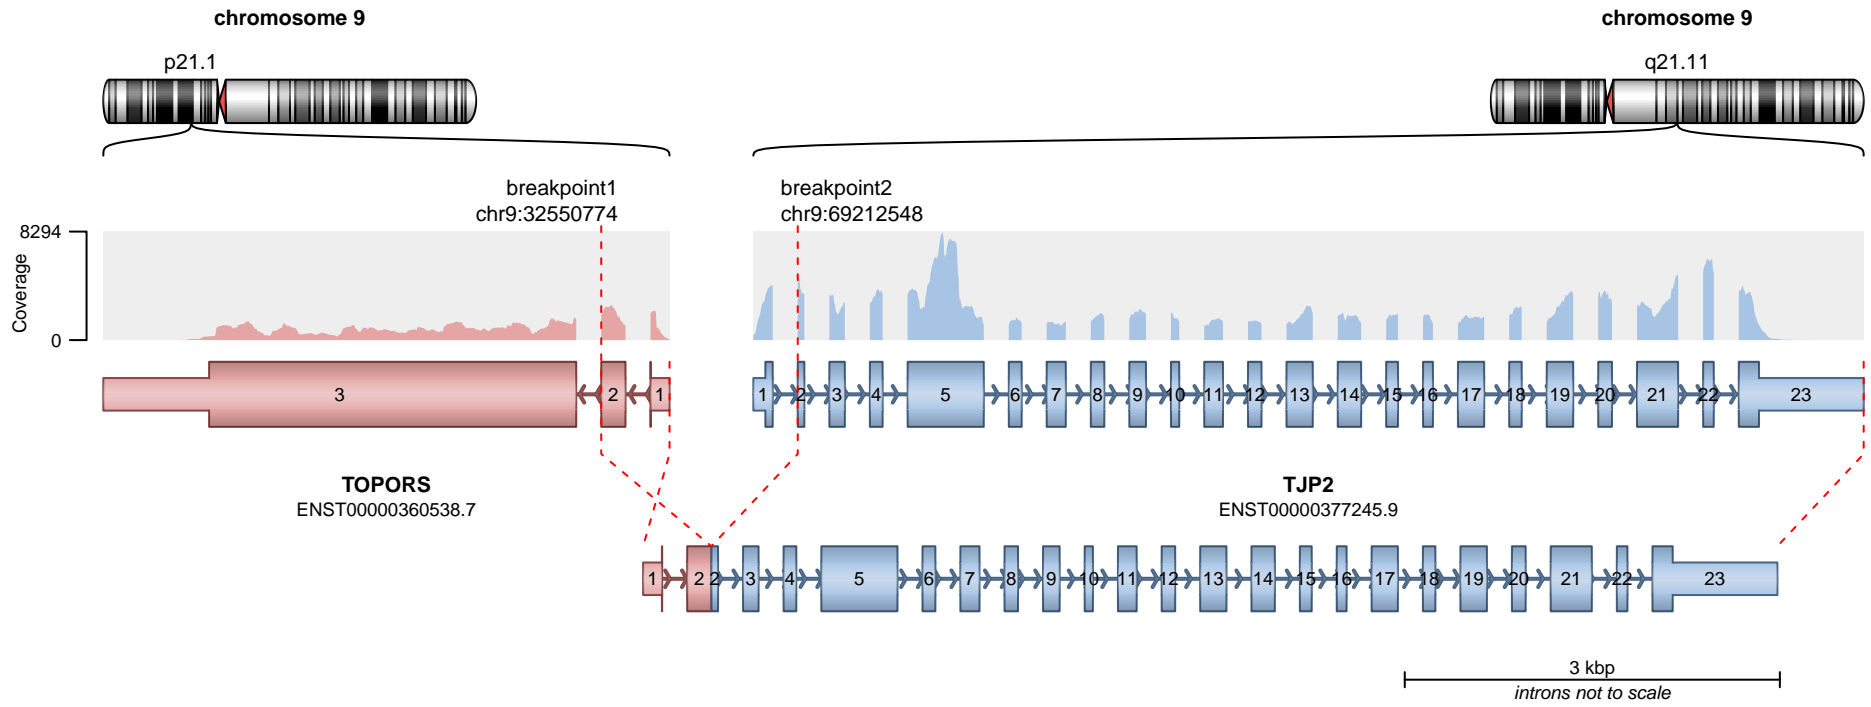 chromosome 9
chromosome 9
p21.1
q21.11
breakpoint1
chr9:32550774
breakpoint2
chr9:69212548
8294
Coverage
0
3 2 1
1 2 3 4 5 6 7 8 9 10 11 12 13 14 15 16 17 18 19 20 21 22 23
TOPORS
ENST00000360538.7
TJP2
ENST00000377245.9
1 2 2 3 4 5 6 7 8 9 10 11 12 13 14 15 16 17 18 19 20 21 22 23
3 kbp
introns not to scale